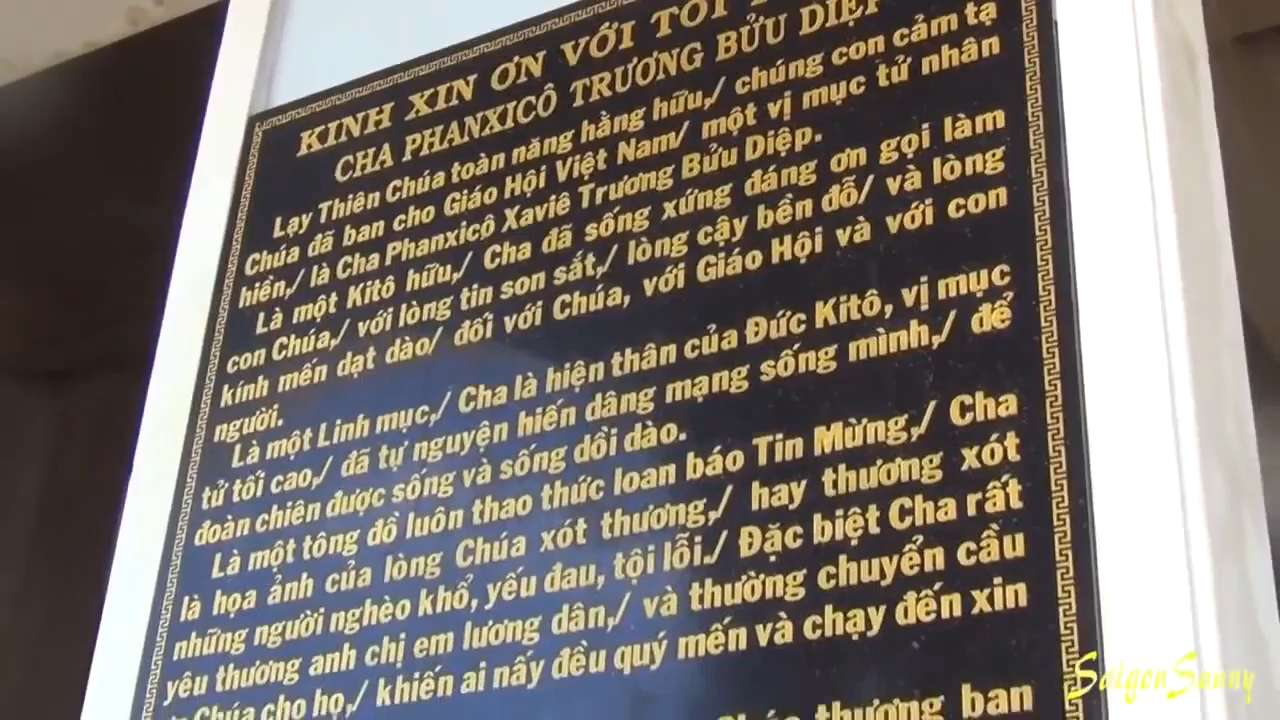 KINH XIN ƠN VỚI TÔI
CHA PHANXICÔ TRƯƠNG BỬU DIỆP
Lạy Thiên Chúa toàn năng hằng hữu,/ chúng con cảm tạ
Chúa đã ban cho Giáo Hội Việt Nam/ một vị mục tử nhân
hiền,/ là Cha Phanxicô Xaviê Trương Bửu Diệp.
Là một Kitô hữu,/ Cha đã sống xứng đáng ơn gọi làm
con Chúa,/ với lòng tin son sắt,/ lòng cậy bền đỗ/ và lòng
kính mến dạt dào/ đối với Chúa, với Giáo Hội và với con
người.
Là một Linh mục,/ Cha là hiện thân của Đức Kitô, vị mục
tử tối cao,/ đã tự nguyện hiến dâng mạng sống mình,/ để
đoàn chiên được sống và sống dồi dào.
Là một tông đồ luôn thao thức loan báo Tin Mừng,/ Cha
là họa ảnh của lòng Chúa xót thương,/ hay thương xót
những người nghèo khổ, yếu đau, tội lỗi./ Đặc biệt Cha rất
yêu thương anh chị em lương dân,/ và thường chuyển cầu
Chúa cho họ,/ khiến ai nấy đều quý mến và chạy đến xin
thương ban
SaigonSunny